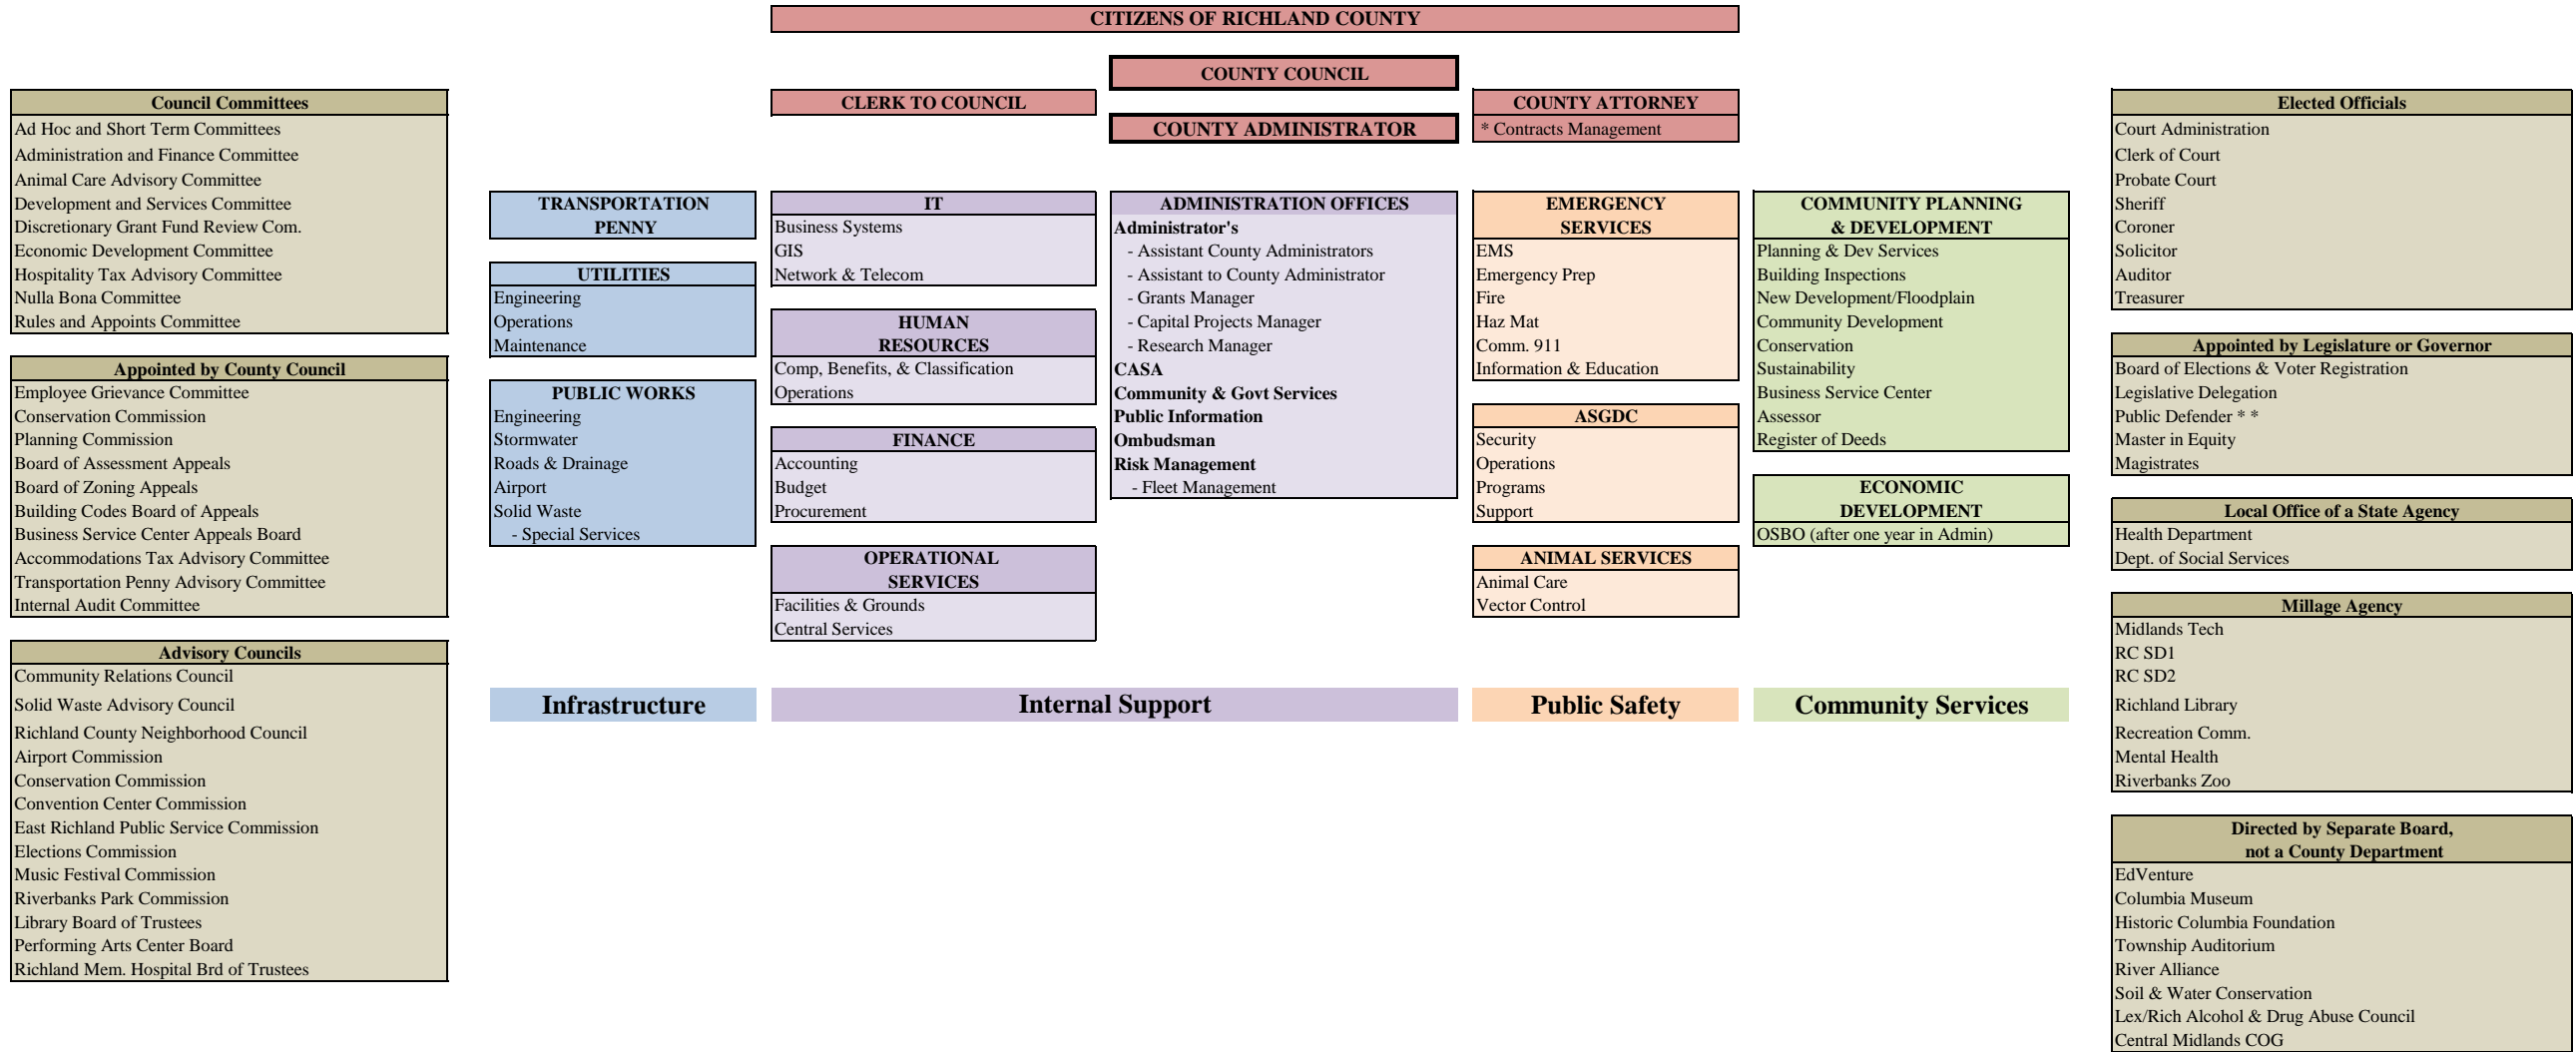 CITIZENS OF RICHLAND COUNTY
COUNTY COUNCIL
CLERK TO COUNCIL
COUNTY ATTORNEY
* Contracts Management
COUNTY ADMINISTRATOR
Council Committees
Ad Hoc and Short Term Committees
Administration and Finance Committee
Animal Care Advisory Committee
Development and Services Committee
Discretionary Grant Fund Review Com.
Economic Development Committee
Hospitality Tax Advisory Committee
Nulla Bona Committee
Rules and Appoints Committee
Appointed by County Council
Employee Grievance Committee
Conservation Commission
Planning Commission
Board of Assessment Appeals
Board of Zoning Appeals
Building Codes Board of Appeals
Business Service Center Appeals Board
Accommodations Tax Advisory Committee
Transportation Penny Advisory Committee
Internal Audit Committee
Advisory Councils
Community Relations Council
Solid Waste Advisory Council
Richland County Neighborhood Council
Airport Commission
Conservation Commission
Convention Center Commission
East Richland Public Service Commission
Elections Commission
Music Festival Commission
Riverbanks Park Commission
Library Board of Trustees
Performing Arts Center Board
Richland Mem. Hospital Brd of Trustees
TRANSPORTATION
PENNY
UTILITIES
Engineering
Operations
Maintenance
PUBLIC WORKS
Engineering
Stormwater
Roads & Drainage
Airport
Solid Waste
- Special Services
Infrastructure
IT
Business Systems
GIS
Network & Telecom
HUMAN
RESOURCES
Comp, Benefits, & Classification
Operations
FINANCE
Accounting
Budget
Procurement
OPERATIONAL
SERVICES
Facilities & Grounds
Central Services
ADMINISTRATION OFFICES
Administrator's
- Assistant County Administrators
- Assistant to County Administrator
- Grants Manager
- Capital Projects Manager
- Research Manager
CASA
Community & Govt Services
Public Information
Ombudsman
Risk Management
- Fleet Management
Internal Support
EMERGENCY
SERVICES
EMS
Emergency Prep
Fire
Haz Mat
Comm. 911
Information & Education
ASGDC
Security
Operations
Programs
Support
ANIMAL SERVICES
Animal Care
Vector Control
Public Safety
COMMUNITY PLANNING
& DEVELOPMENT
Planning & Dev Services
Building Inspections
New Development/Floodplain
Community Development
Conservation
Sustainability
Business Service Center
Assessor
Register of Deeds
ECONOMIC
DEVELOPMENT
OSBO (after one year in Admin)
Community Services
Elected Officials
Court Administration
Clerk of Court
Probate Court
Sheriff
Coroner
Solicitor
Auditor
Treasurer
Appointed by Legislature or Governor
Board of Elections & Voter Registration
Legislative Delegation
Public Defender * *
Master in Equity
Magistrates
Local Office of a State Agency
Health Department
Dept. of Social Services
Millage Agency
Midlands Tech
RC SD1
RC SD2
Richland Library
Recreation Comm.
Mental Health
Riverbanks Zoo
Directed by Separate Board,
not a County Department
EdVenture
Columbia Museum
Historic Columbia Foundation
Township Auditorium
River Alliance
Soil & Water Conservation
Lex/Rich Alcohol & Drug Abuse Council
Central Midlands COG